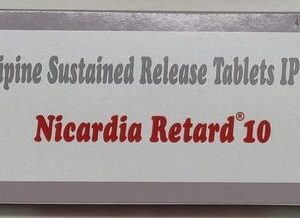 ipine Sustained Release Tablets IP
Nicardia Retard® 10